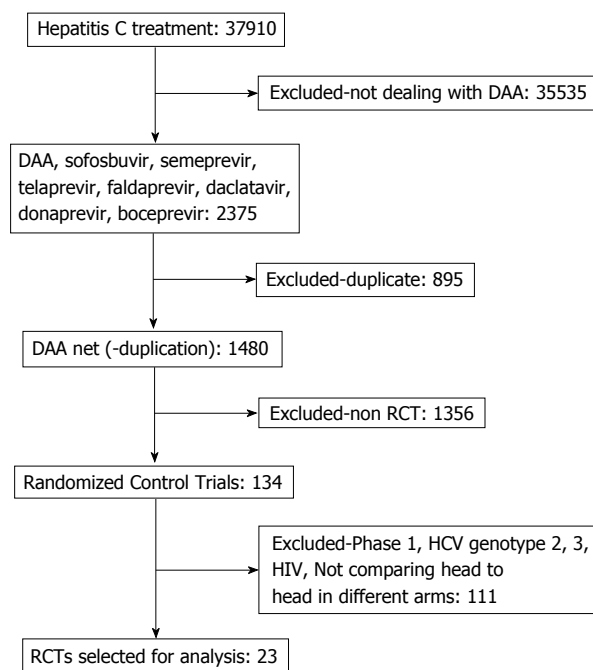 Hepatitis C treatment: 37910
Excluded-not dealing with DAA: 35535
DAA, sofosbuvir, semeprevir,
telaprevir, faldaprevir, daclatavir,
donaprevir, boceprevir: 2375
Excluded-duplicate: 895
DAA net (-duplication): 1480
Excluded-non RCT: 1356
Randomized Control Trials: 134
Excluded-Phase 1, HCV genotype 2, 3,
HIV, Not comparing head to
head in different arms: 111
RCTs selected for analysis: 23